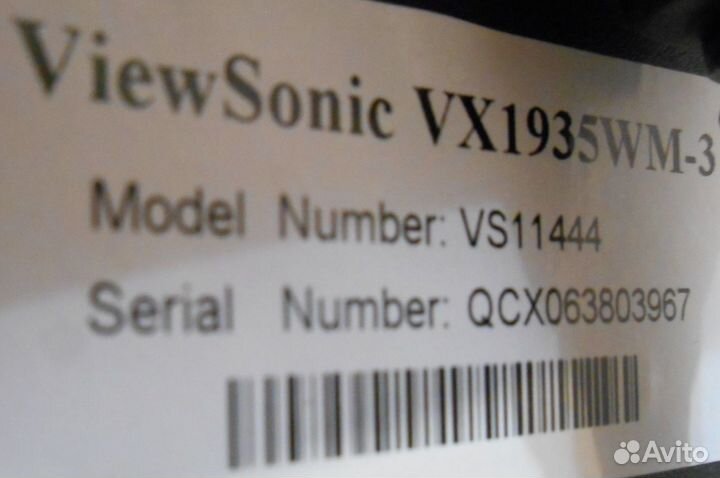 ViewSonic VX1935WM-3
Model Number: VS11444
Serial Number: QCX063803967
Avito